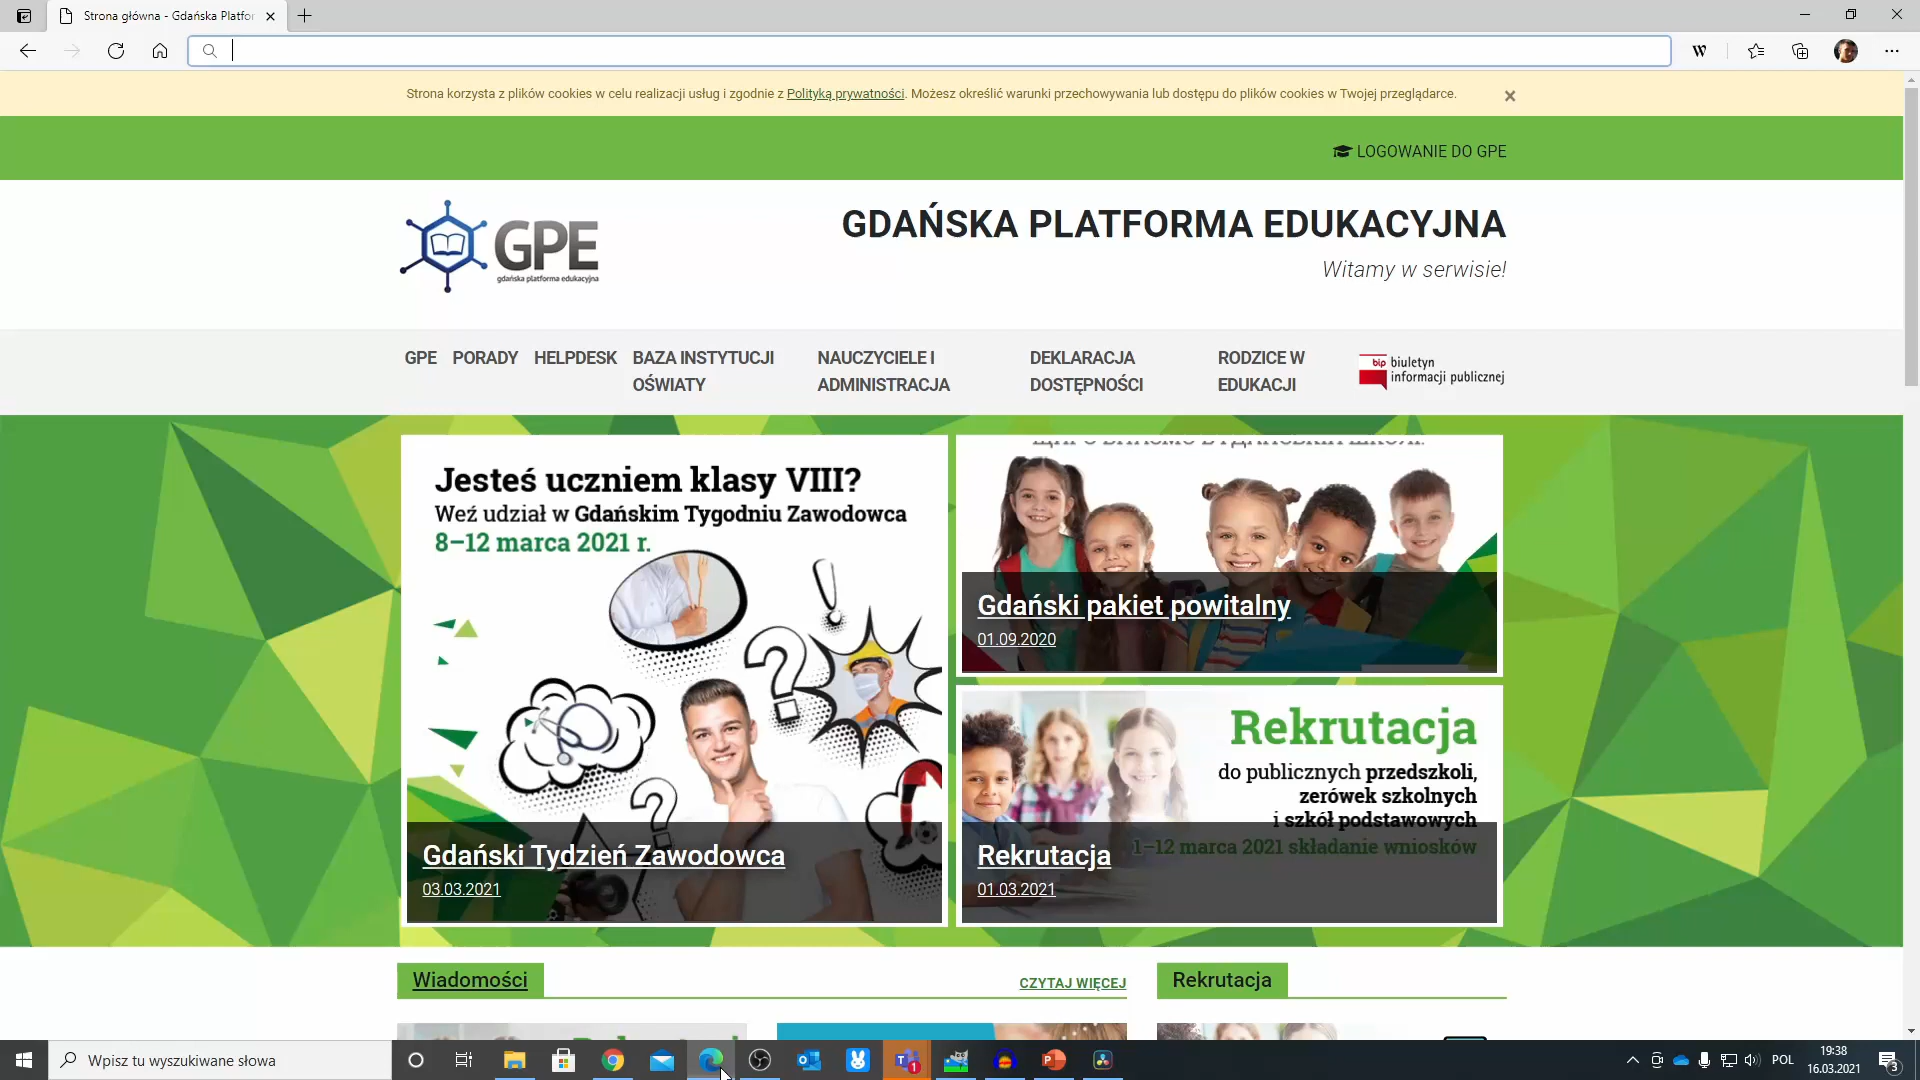 Strona główna - Gdańska Platfor
W
Strona korzysta z plików cookies w celu realizacji usług i zgodnie z Polityką prywatności. Możesz określić warunki przechowywania lub dostępu do plików cookies w Twojej przeglądarce.
LOGOWANIE DO GPE
GPE
gdańska platforma edukacyjna
GDAŃSKA PLATFORMA EDUKACYJNA
Witamy w serwisie!
GPE PORADY HELPDESK BAZA INSTYTUCJI OŚWIATY NAUCZYCIELE I ADMINISTRACJA DEKLARACJA DOSTĘPNOŚCI RODZICE W EDUKACJI
bip biuletyn
informacji publicznej
Jesteś uczniem klasy VIII?
Weź udział w Gdańskim Tygodniu Zawodowca
8–12 marca 2021 r.
Gdański Tydzień Zawodowca
03.03.2021
Gdański pakiet powitalny
01.09.2020
Rekrutacja
do publicznych przedszkoli,
zerówek szkolnych
i szkół podstawowych
1–12 marca 2021 składanie wniosków
Rekrutacja
01.03.2021
Wiadomości
CZYTAJ WIĘCEJ
Rekrutacja
Wpisz tu wyszukiwane słowa
1
POL
19:38
16.03.2021
3